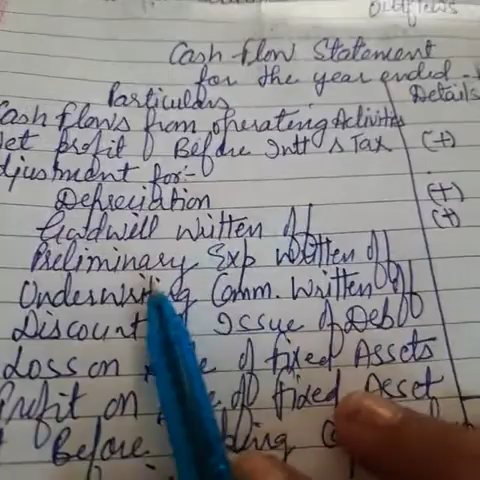 Outflows
Cash flow Statement
for the year ended
Particulars Details
Cash flows from operating Activities
Net profit Before Intt & Tax (+)
djustment for:-
Depreciation (+)
Goodwill written off (+)
Preliminary Exp written off
Underwriting Comm. Written off
Discount Issue of Deb
Loss on of fixed Assets
Profit on of fixed Asset
Before